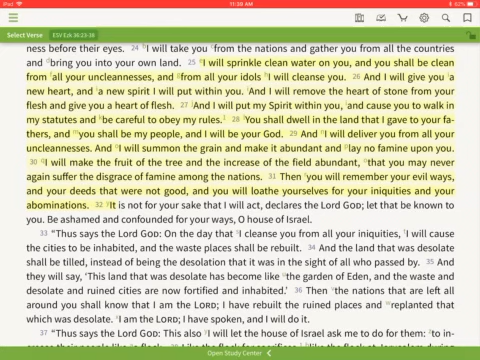 iPad 11:38 AM 82%
Select Verse ESV-Ezk 36:23-38
ness before their eyes. 24 h I will take you i from the nations and gather you from all the countries
and d bring you into your own land. 25 I will sprinkle clean water on you, and you shall be clean
from f all your uncleannesses, and g from all your idols h I will cleanse you. 26 And I will give you a
new heart, and a new spirit I will put within you. And I will remove the heart of stone from your
flesh and give you a heart of flesh. 27 And I will put my Spirit within you, and cause you to walk in
my statutes and be careful to obey my rules. 28 You shall dwell in the land that I gave to your fa-
thers, and m you shall be my people, and I will be your God. 29 And n I will deliver you from all your
uncleannesses. And o I will summon the grain and make it abundant and lay no famine upon you.
30 I will make the fruit of the tree and the increase of the field abundant, that you may never
again suffer the disgrace of famine among the nations. 31 Then you will remember your evil ways,
and your deeds that were not good, and you will loathe yourselves for your iniquities and your
abominations. 32 It is not for your sake that I will act, declares the Lord GOD; let that be known to
you. Be ashamed and confounded for your ways, O house of Israel.
33 “Thus says the Lord GOD: On the day that I cleanse you from all your iniquities, I will cause
the cities to be inhabited, and the waste places shall be rebuilt. 34 And the land that was desolate
shall be tilled, instead of being the desolation that it was in the sight of all who passed by. 35 And
they will say, ‘This land that was desolate has become like the garden of Eden, and the waste and
desolate and ruined cities are now fortified and inhabited.’ 36 Then the nations that are left all
around you shall know that I am the LORD; I have rebuilt the ruined places and replanted that
which was desolate. I am the LORD; I have spoken, and I will do it.
37 “Thus says the Lord GOD: This also I will let the house of Israel ask me to do for them: to in-
Open Study Center